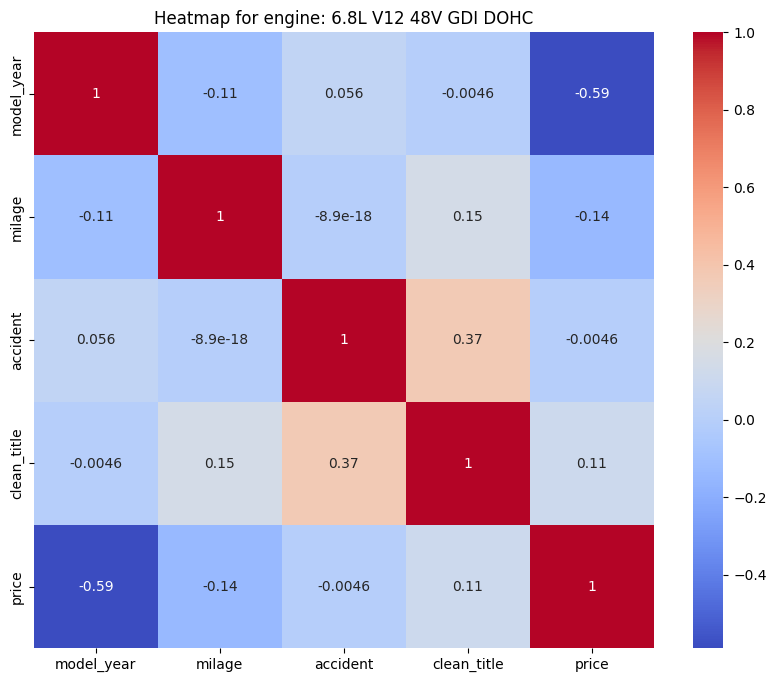 Heatmap for engine: 6.8L V12 48V GDI DOHC
model_year 1 -0.11 0.056 -0.0046 -0.59
milage -0.11 1 -8.9e-18 0.15 -0.14
accident 0.056 -8.9e-18 1 0.37 -0.0046
clean_title -0.0046 0.15 0.37 1 0.11
price -0.59 -0.14 -0.0046 0.11 1
model_year milage accident clean_title price
1.0
0.8
0.6
0.4
0.2
0.0
−0.2
−0.4